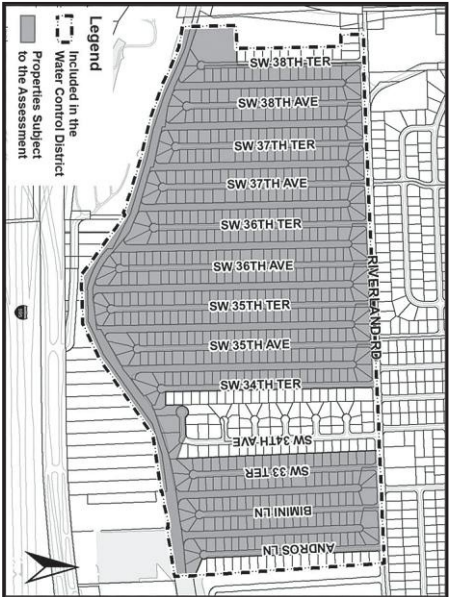 SW 38TH TER
SW 38TH AVE
SW 37TH TER
SW 37TH AVE
SW 36TH TER
SW 36TH AVE
SW 35TH TER
SW 35TH AVE
SW 34TH TER
SW 34TH AVE
SW 33 TER
BIMINI LN
ANDROS LN
RIVERLAND RD
Legend
Included in the
Water Control District
Properties Subject
to the Assessment